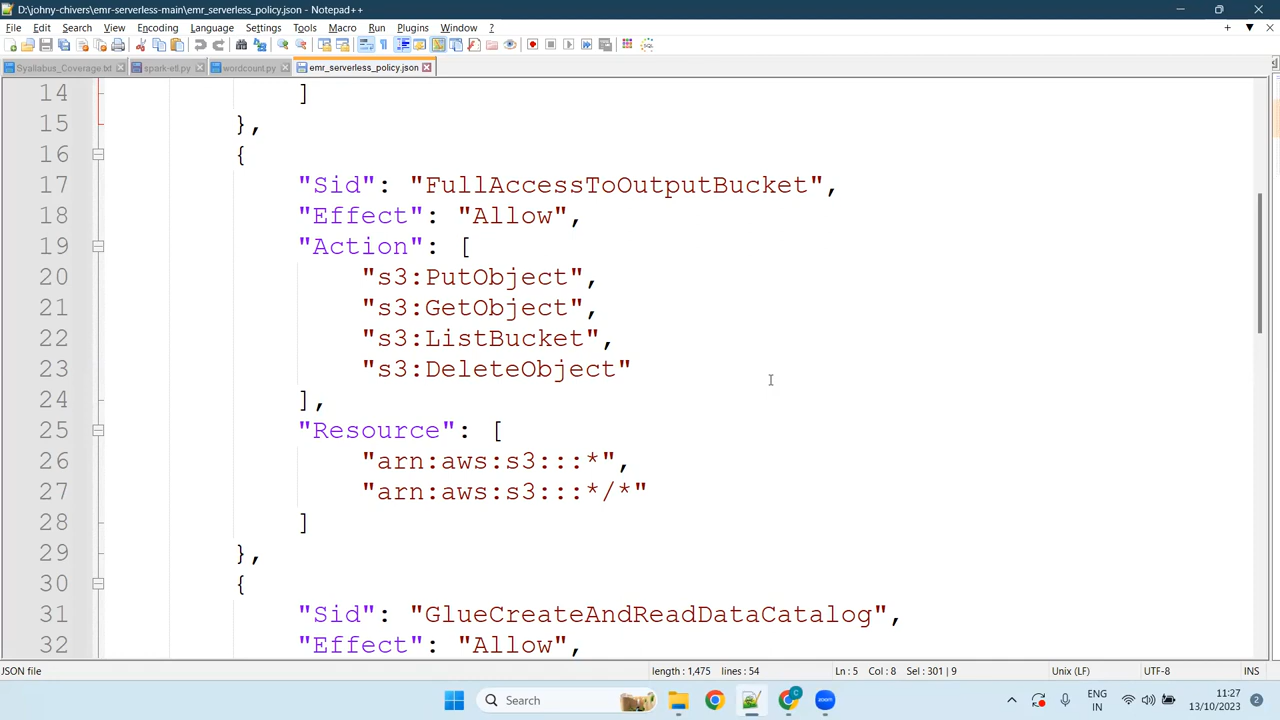 D:\johny-chivers\emr-serverless-main\emr_serverless_policy.json - Notepad++
File Edit Search View Encoding Language Settings Tools Macro Run Plugins Window ?
Syallabus_Coverage.txt spark-etl.py wordcount.py emr_serverless_policy.json
14 ]
15 },
16 {
17 "Sid": "FullAccessToOutputBucket",
18 "Effect": "Allow",
19 "Action": [
20 "s3:PutObject",
21 "s3:GetObject",
22 "s3:ListBucket",
23 "s3:DeleteObject"
24 ],
25 "Resource": [
26 "arn:aws:s3:::*",
27 "arn:aws:s3:::*/*"
28 ]
29 },
30 {
31 "Sid": "GlueCreateAndReadDataCatalog",
32 "Effect": "Allow",
JSON file length : 1,475 lines : 54 Ln : 5 Col : 8 Sel : 301 | 9 Unix (LF) UTF-8 INS
Search ENG IN 11:27 13/10/2023 2